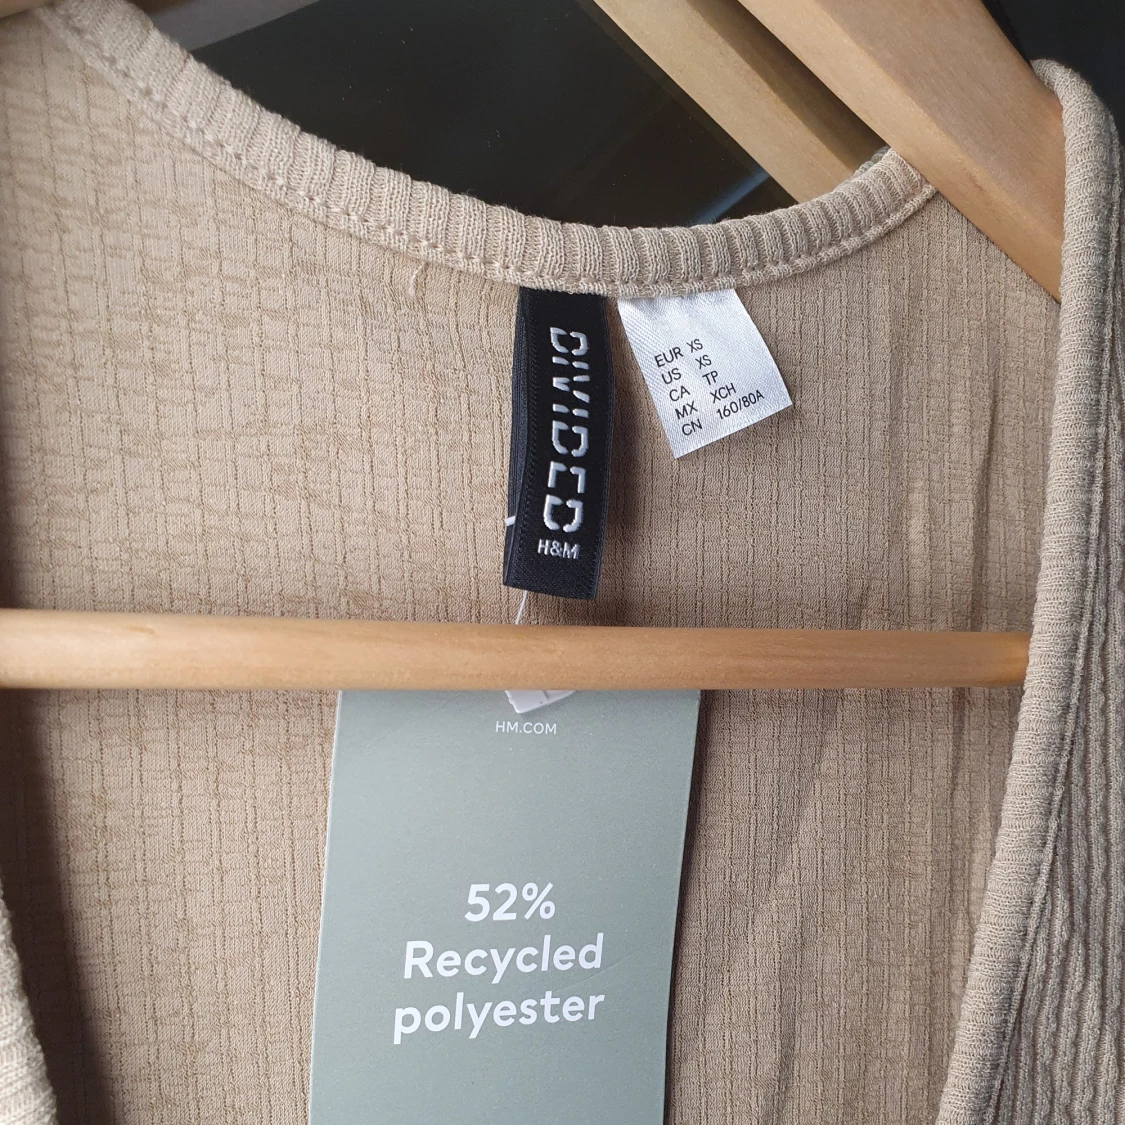 DIVIDED
H&M
EUR XS
US XS
CA TP
MX XCH
CN 160/80A
HM.COM
52%
Recycled
polyester